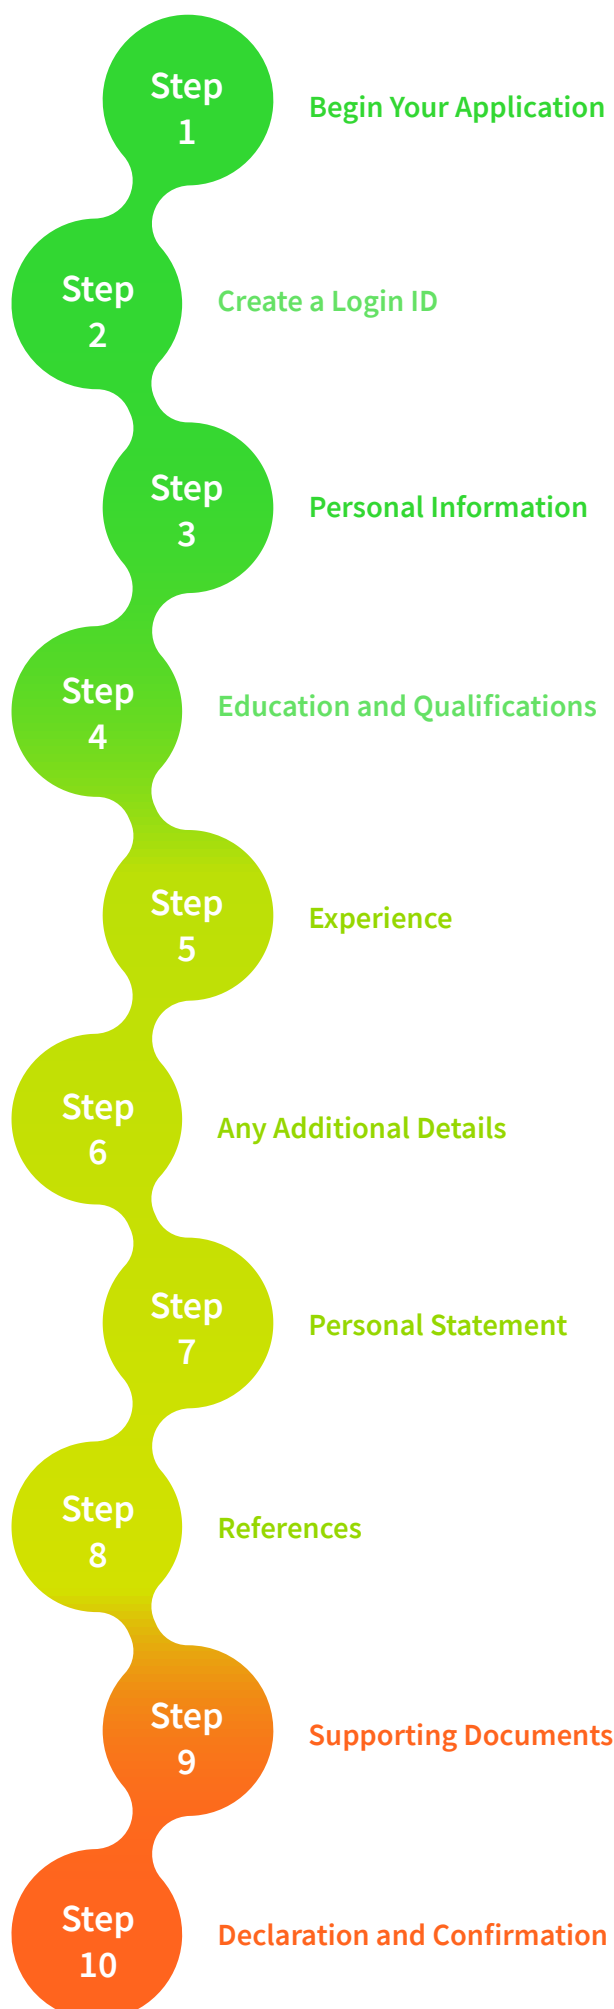 Step
1
Begin Your Application
Step
2
Create a Login ID
Step
3
Personal Information
Step
4
Education and Qualifications
Step
5
Experience
Step
6
Any Additional Details
Step
7
Personal Statement
Step
8
References
Step
9
Supporting Documents
Step
10
Declaration and Confirmation